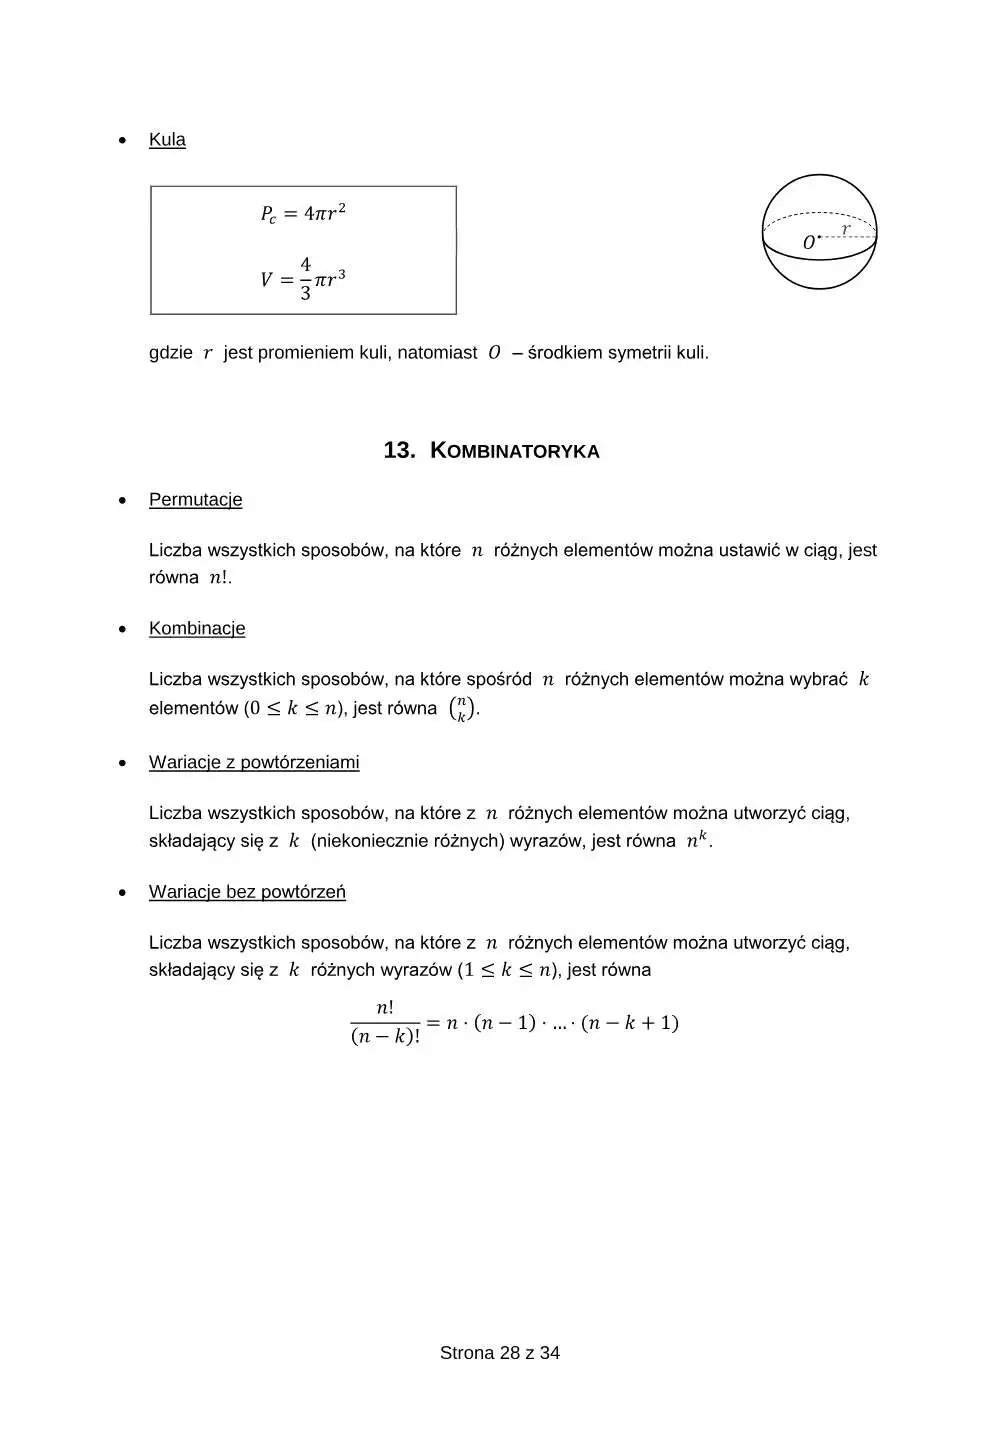 • Kula
P_c = 4πr²
V = 4/3 πr³
O r
gdzie r jest promieniem kuli, natomiast O – środkiem symetrii kuli.
13. KOMBINATORYKA
• Permutacje
Liczba wszystkich sposobów, na które n różnych elementów można ustawić w ciąg, jest
równa n!.
• Kombinacje
Liczba wszystkich sposobów, na które spośród n różnych elementów można wybrać k
elementów (0 ≤ k ≤ n), jest równa (n k).
• Wariacje z powtórzeniami
Liczba wszystkich sposobów, na które z n różnych elementów można utworzyć ciąg,
składający się z k (niekoniecznie różnych) wyrazów, jest równa nᵏ.
• Wariacje bez powtórzeń
Liczba wszystkich sposobów, na które z n różnych elementów można utworzyć ciąg,
składający się z k różnych wyrazów (1 ≤ k ≤ n), jest równa
n!/(n − k)! = n · (n − 1) · … · (n − k + 1)
Strona 28 z 34